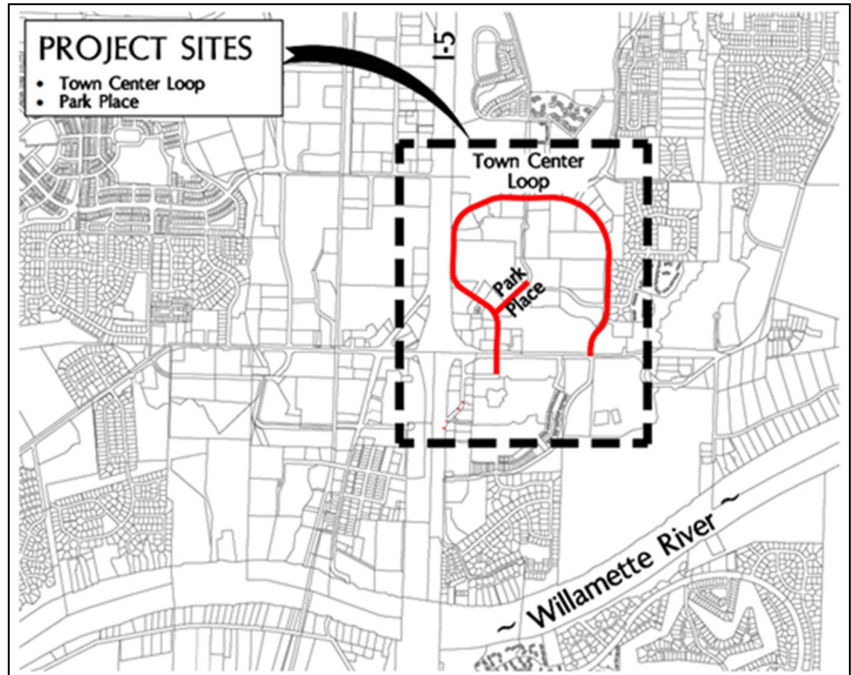 PROJECT SITES
• Town Center Loop
• Park Place
I-5
Town Center
Loop
Park
Place
~ Willamette River ~